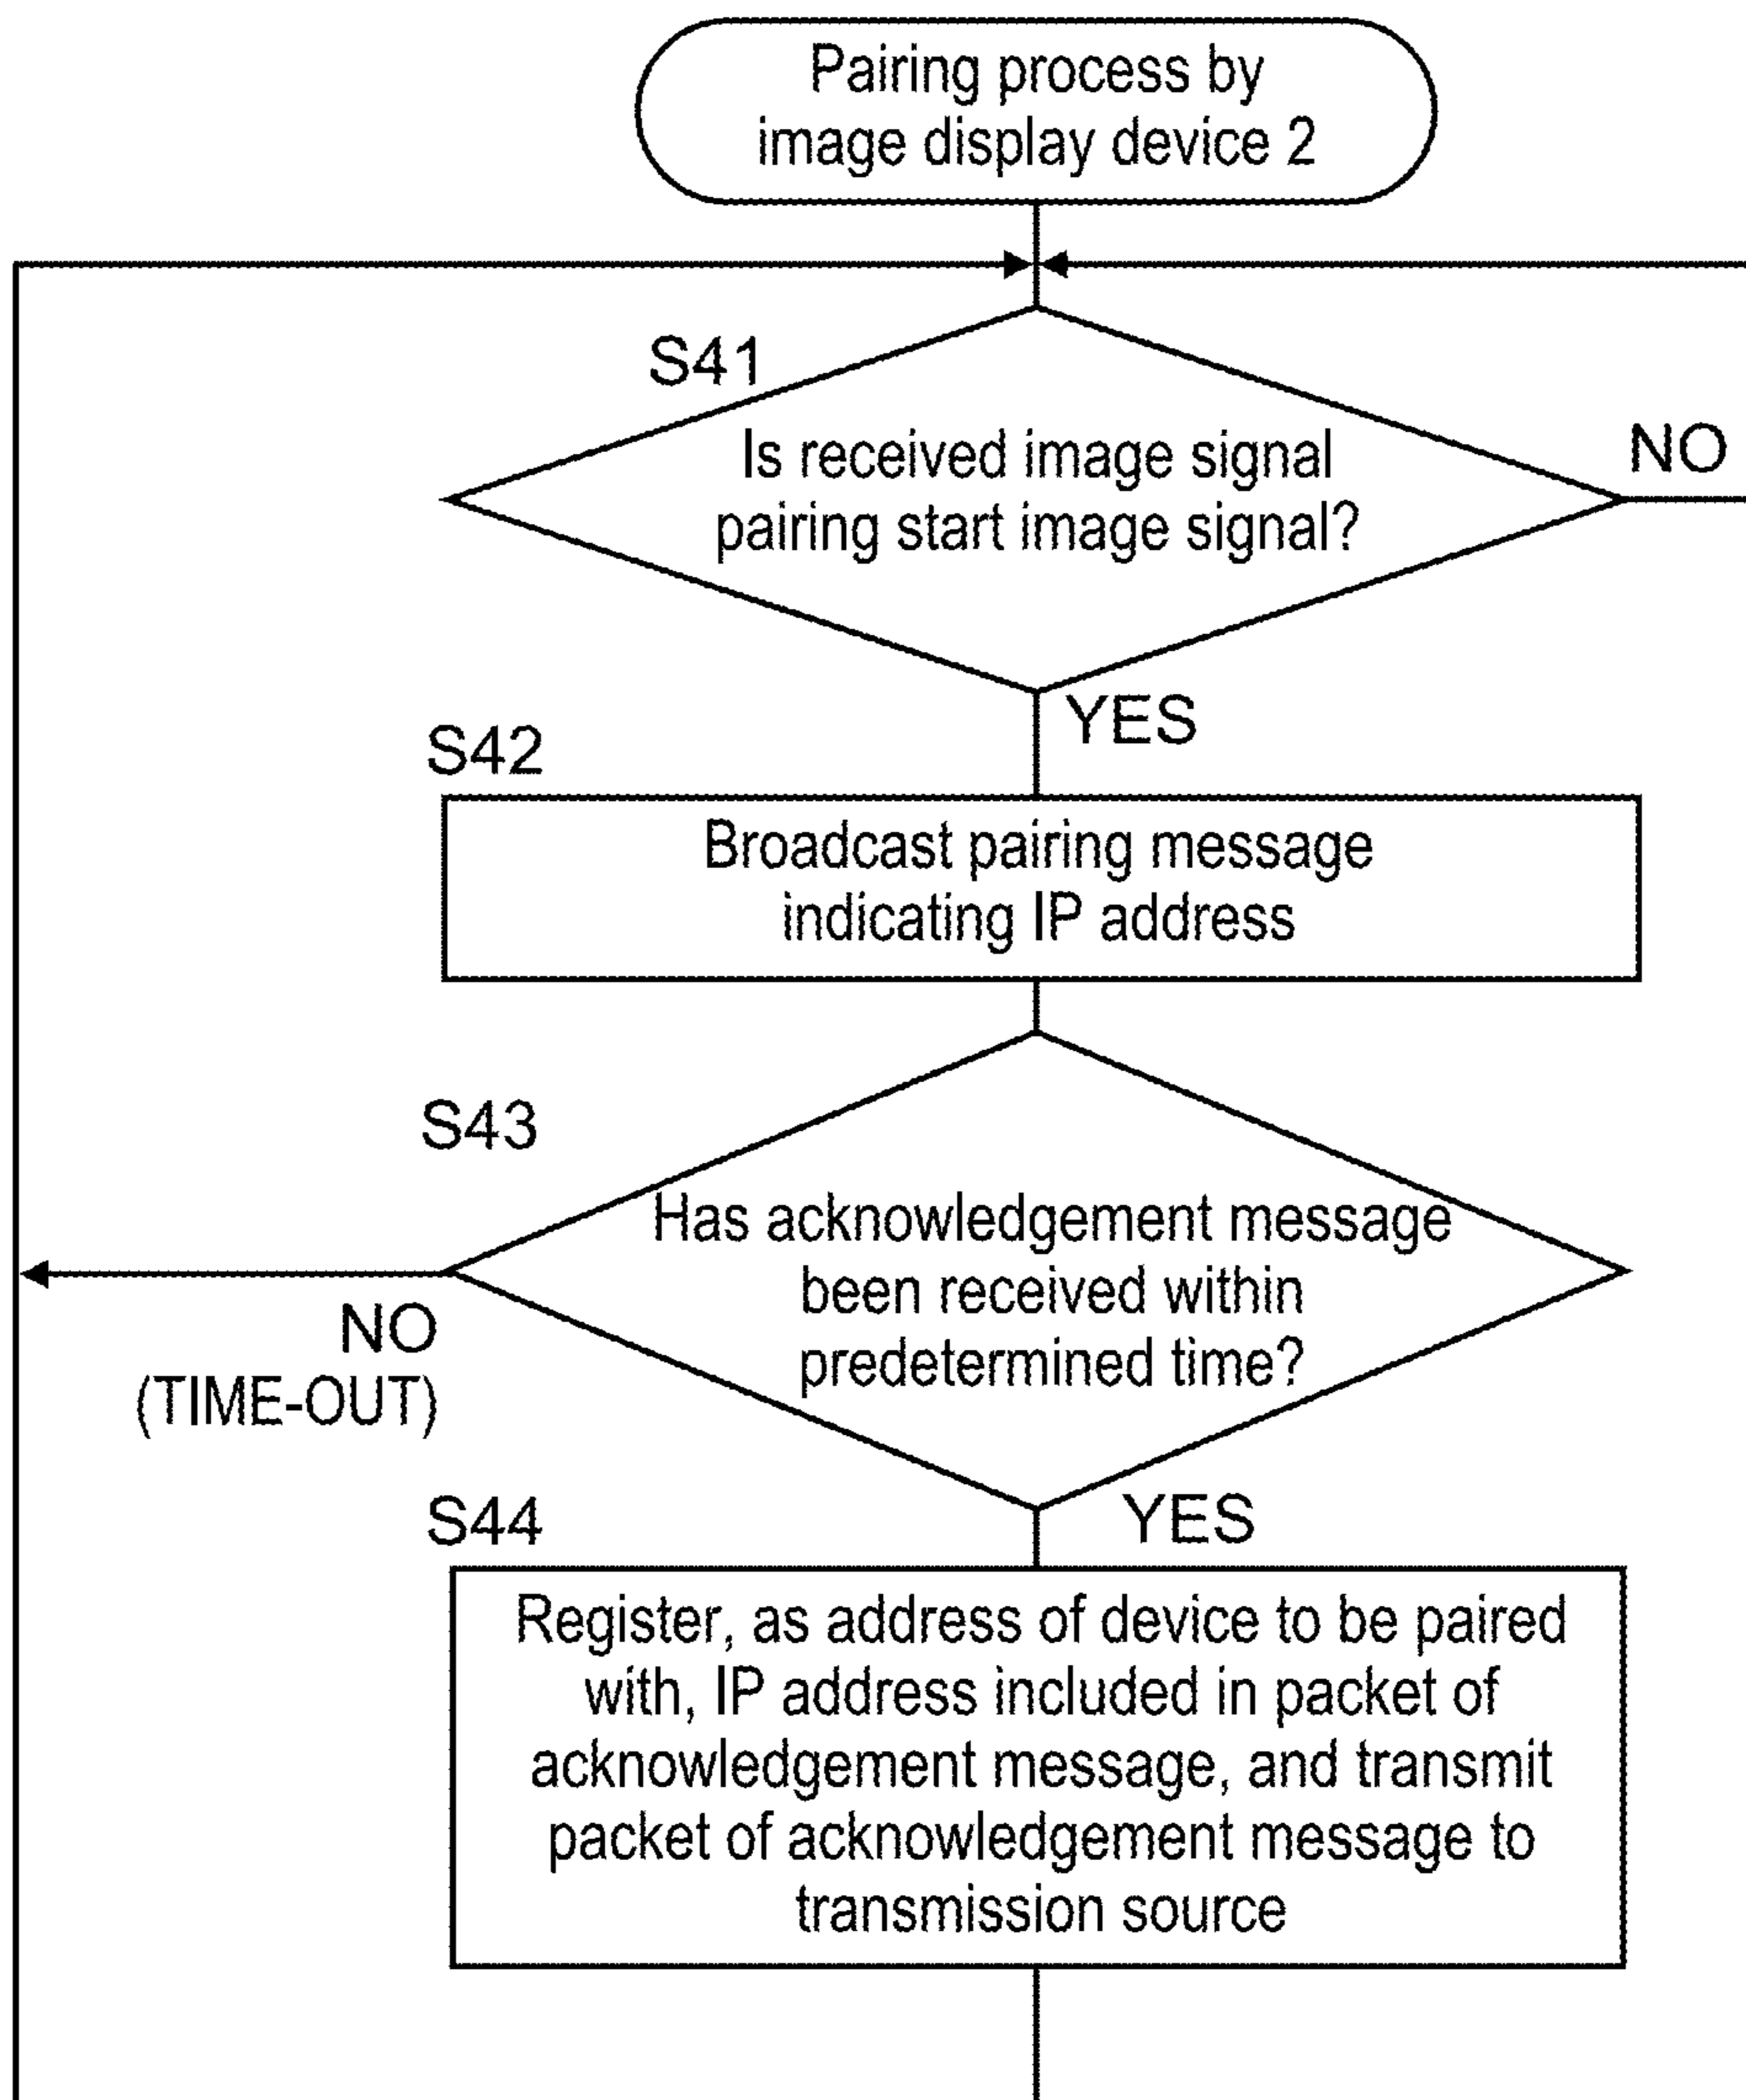 Pairing process by
image display device 2
S41
Is received image signal
pairing start image signal?
NO
YES
S42
Broadcast pairing message
indicating IP address
S43
Has acknowledgement message
been received within
predetermined time?
NO
(TIME-OUT)
YES
S44
Register, as address of device to be paired
with, IP address included in packet of
acknowledgement message, and transmit
packet of acknowledgement message to
transmission source